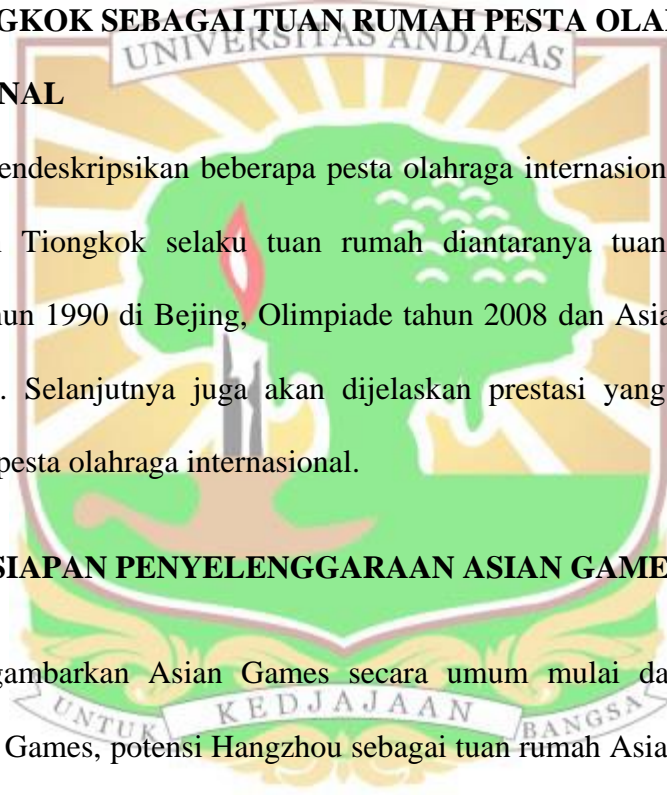 GKOK SEBAGAI TUAN RUMAH PESTA OLA
UNIVERSITAS ANDALAS
NAL
endeskripsikan beberapa pesta olahraga internasion
Tiongkok selaku tuan rumah diantaranya tuan
un 1990 di Bejing, Olimpiade tahun 2008 dan Asia
. Selanjutnya juga akan dijelaskan prestasi yang
pesta olahraga internasional.
SIAPAN PENYELENGGARAAN ASIAN GAME
gambarkan Asian Games secara umum mulai da
UNTUK KEDJAJAAN BANGSA
Games, potensi Hangzhou sebagai tuan rumah Asia